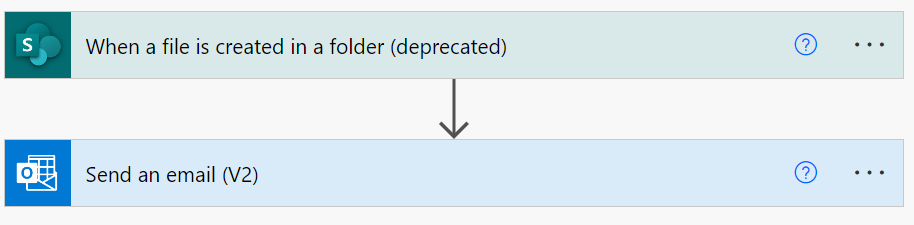 When a file is created in a folder (deprecated)
Send an email (V2)